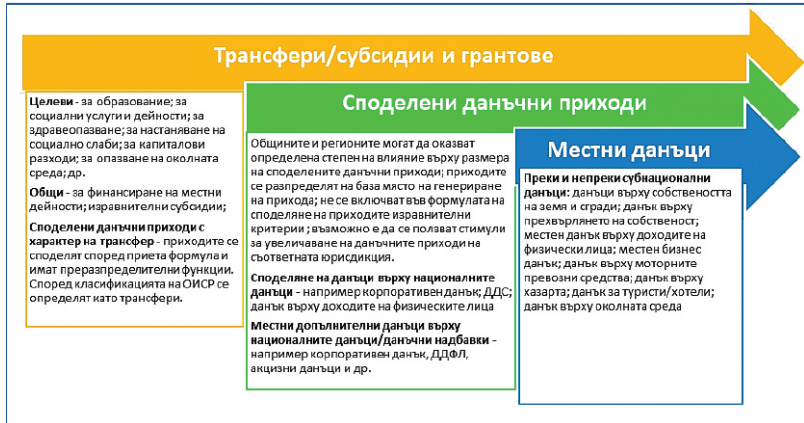 Трансфери/субсидии и грантове
Целеви - за образование; за
социални услуги и дейности; за
здравеопазване; за настаняване на
социално слаби; за капиталови
разходи; за опазване на околната
среда; др.
Общи - за финансиране на местни
дейности; изравнителни субсидии;
Споделени данъчни приходи с
характер на трансфер - приходите се
споделят според приета формула и
имат преразпределителни функции.
Според класификацията на ОИСР се
определят като трансфери.
Споделени данъчни приходи
Общините и регионите могат да оказват
определена степен на влияние върху размера
на споделените данъчни приходи; приходите
се разпределят на база място на генериране
на прихода; не се включват във формулата на
споделяне на приходите изравнителни
критерии; възможно е да се ползват стимули
за увеличаване на данъчните приходи на
съответната юрисдикция.
Споделяне на данъци върху националните
данъци - например корпоративен данък; ДДС;
данък върху доходите на физическите лица
Местни допълнителни данъци върху
националните данъци/данъчни надбавки -
например корпоративен данък, ДДФЛ,
акцизни данъци и др.
Местни данъци
Преки и непреки субнационални
данъци: данъци върху собствеността
на земя и сгради; данък върху
прехвърлянето на собственост;
местен данък върху доходите на
физически лица; местен бизнес
данък; данък върху моторните
превозни средства; данък върху
хазарта; данък за туристи/хотели;
данък върху околната среда